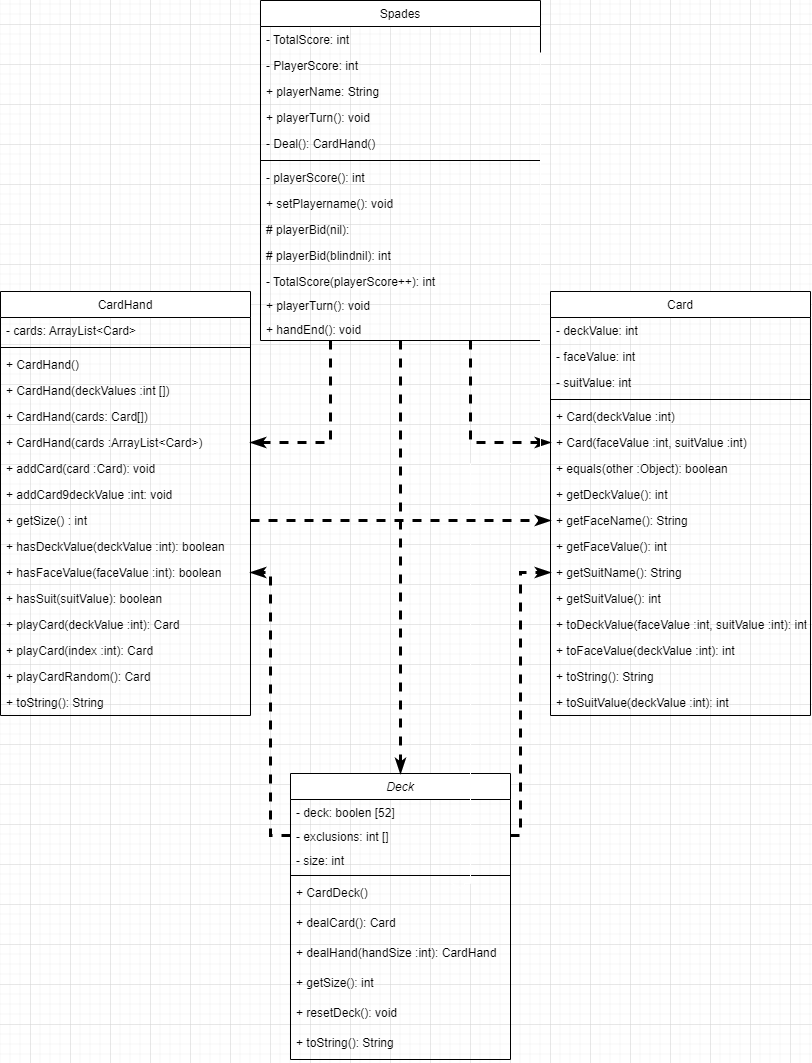 Spades
- TotalScore: int
- PlayerScore: int
+ playerName: String
+ playerTurn(): void
- Deal(): CardHand()
- playerScore(): int
+ setPlayername(): void
# playerBid(nil):
# playerBid(blindnil): int
- TotalScore(playerScore++): int
+ playerTurn(): void
+ handEnd(): void
CardHand
- cards: ArrayList<Card>
+ CardHand()
+ CardHand(deckValues :int [])
+ CardHand(cards: Card[])
+ CardHand(cards :ArrayList<Card>)
+ addCard(card :Card): void
+ addCard9deckValue :int: void
+ getSize() : int
+ hasDeckValue(deckValue :int): boolean
+ hasFaceValue(faceValue :int): boolean
+ hasSuit(suitValue): boolean
+ playCard(deckValue :int): Card
+ playCard(index :int): Card
+ playCardRandom(): Card
+ toString(): String
Card
- deckValue: int
- faceValue: int
- suitValue: int
+ Card(deckValue :int)
+ Card(faceValue :int, suitValue :int)
+ equals(other :Object): boolean
+ getDeckValue(): int
+ getFaceName(): String
+ getFaceValue(): int
+ getSuitName(): String
+ getSuitValue(): int
+ toDeckValue(faceValue :int, suitValue :int): int
+ toFaceValue(deckValue :int): int
+ toString(): String
+ toSuitValue(deckValue :int): int
Deck
- deck: boolen [52]
- exclusions: int []
- size: int
+ CardDeck()
+ dealCard(): Card
+ dealHand(handSize :int): CardHand
+ getSize(): int
+ resetDeck(): void
+ toString(): String